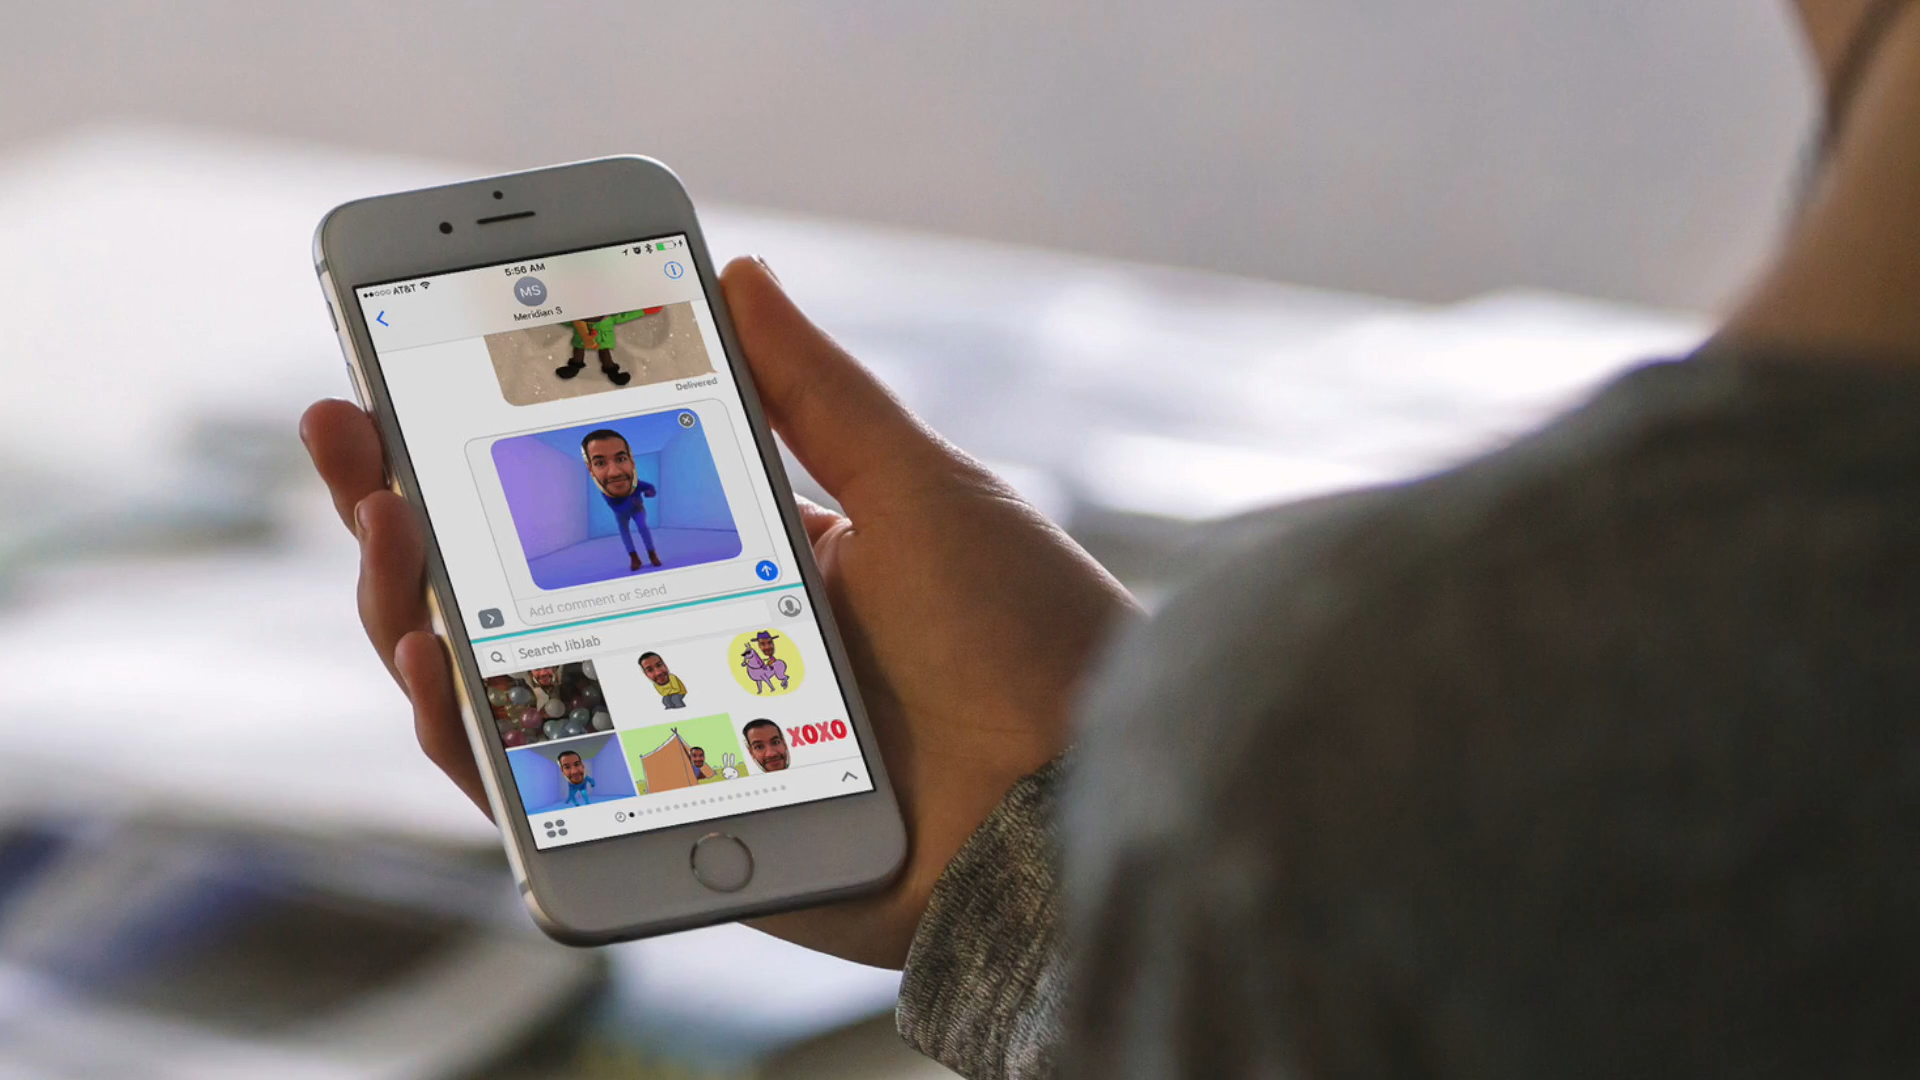 5:56 AM
AT&T
MS
Meridian S
Delivered
Add comment or Send
Search JibJab
XOXO